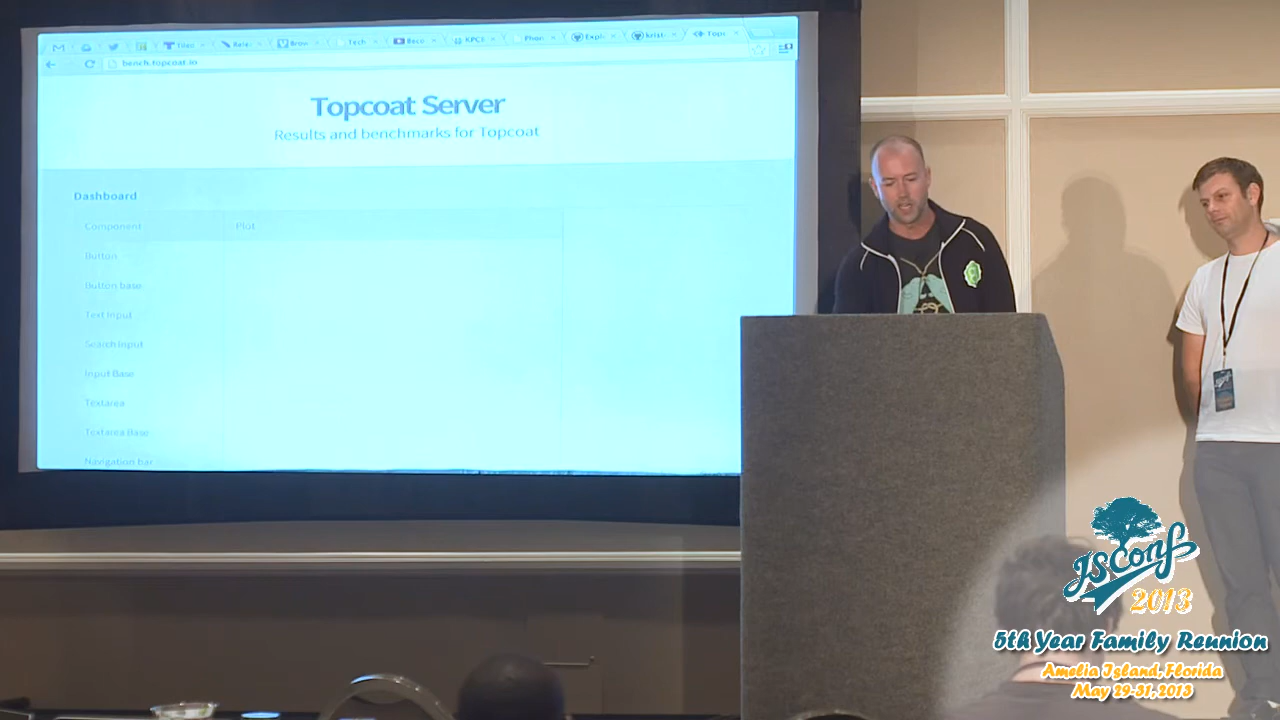 bench.topcoat.io
Topcoat Server
Results and benchmarks for Topcoat
Dashboard
Component Plot
Button
Button base
Text Input
Search Input
Input Base
Textarea
Textarea Base
Navigation bar
JSConf
2013
5th Year Family Reunion
Amelia Island, Florida
May 29-31, 2013